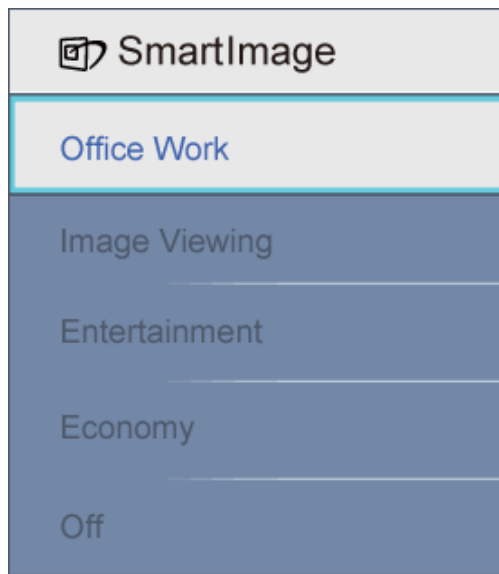 SmartImage
Office Work
Image Viewing
Entertainment
Economy
Off